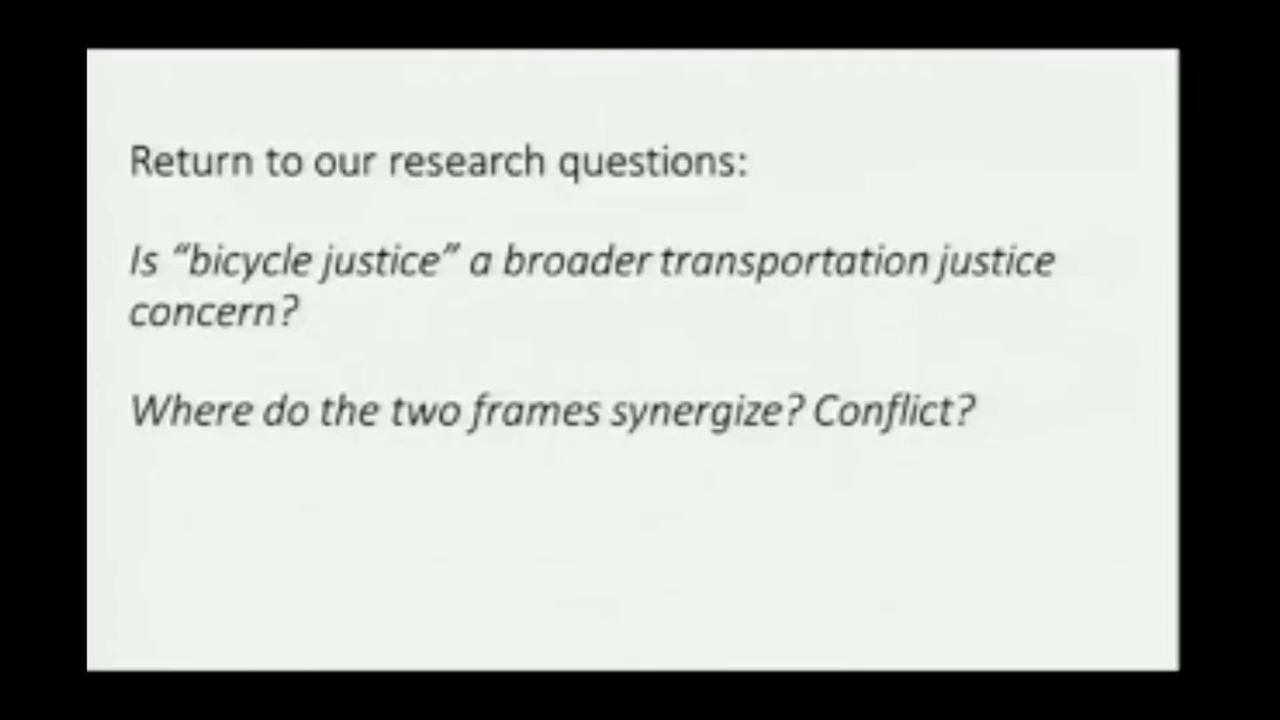 Return to our research questions:
Is “bicycle justice” a broader transportation justice
concern?
Where do the two frames synergize? Conflict?